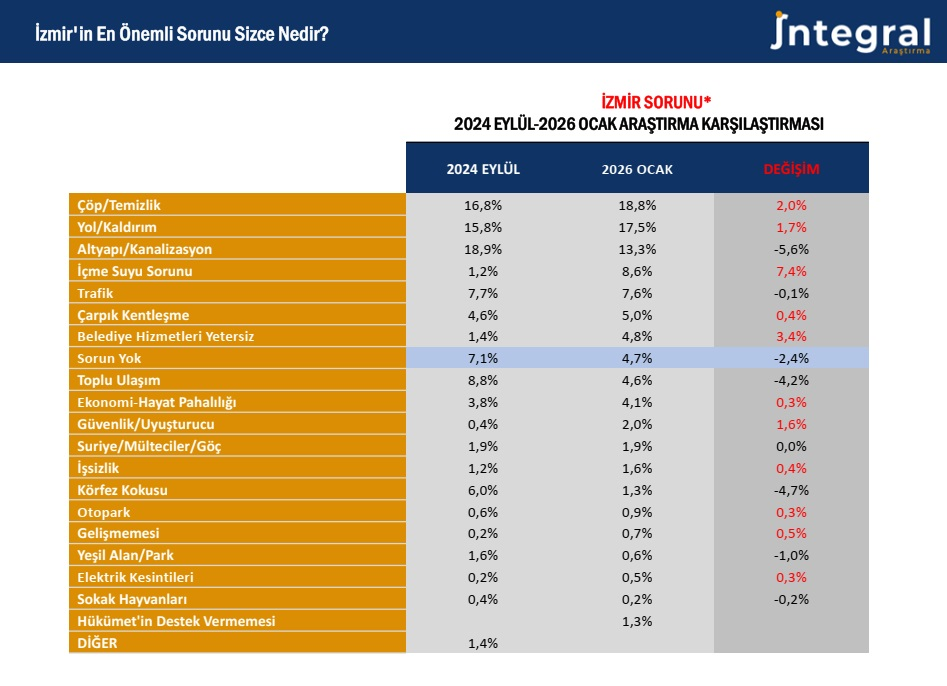 İzmir'in En Önemli Sorunu Sizce Nedir?
integral
Araştırma
İZMİR SORUNU*
2024 EYLÜL-2026 OCAK ARAŞTIRMA KARŞILAŞTIRMASI
2024 EYLÜL 2026 OCAK DEĞİŞİM
Çöp/Temizlik 16,8% 18,8% 2,0%
Yol/Kaldırım 15,8% 17,5% 1,7%
Altyapı/Kanalizasyon 18,9% 13,3% -5,6%
İçme Suyu Sorunu 1,2% 8,6% 7,4%
Trafik 7,7% 7,6% -0,1%
Çarpık Kentleşme 4,6% 5,0% 0,4%
Belediye Hizmetleri Yetersiz 1,4% 4,8% 3,4%
Sorun Yok 7,1% 4,7% -2,4%
Toplu Ulaşım 8,8% 4,6% -4,2%
Ekonomi-Hayat Pahalılığı 3,8% 4,1% 0,3%
Güvenlik/Uyuşturucu 0,4% 2,0% 1,6%
Suriye/Mülteciler/Göç 1,9% 1,9% 0,0%
İşsizlik 1,2% 1,6% 0,4%
Körfez Kokusu 6,0% 1,3% -4,7%
Otopark 0,6% 0,9% 0,3%
Gelişmemesi 0,2% 0,7% 0,5%
Yeşil Alan/Park 1,6% 0,6% -1,0%
Elektrik Kesintileri 0,2% 0,5% 0,3%
Sokak Hayvanları 0,4% 0,2% -0,2%
Hükümet'in Destek Vermemesi 1,3%
DİĞER 1,4%